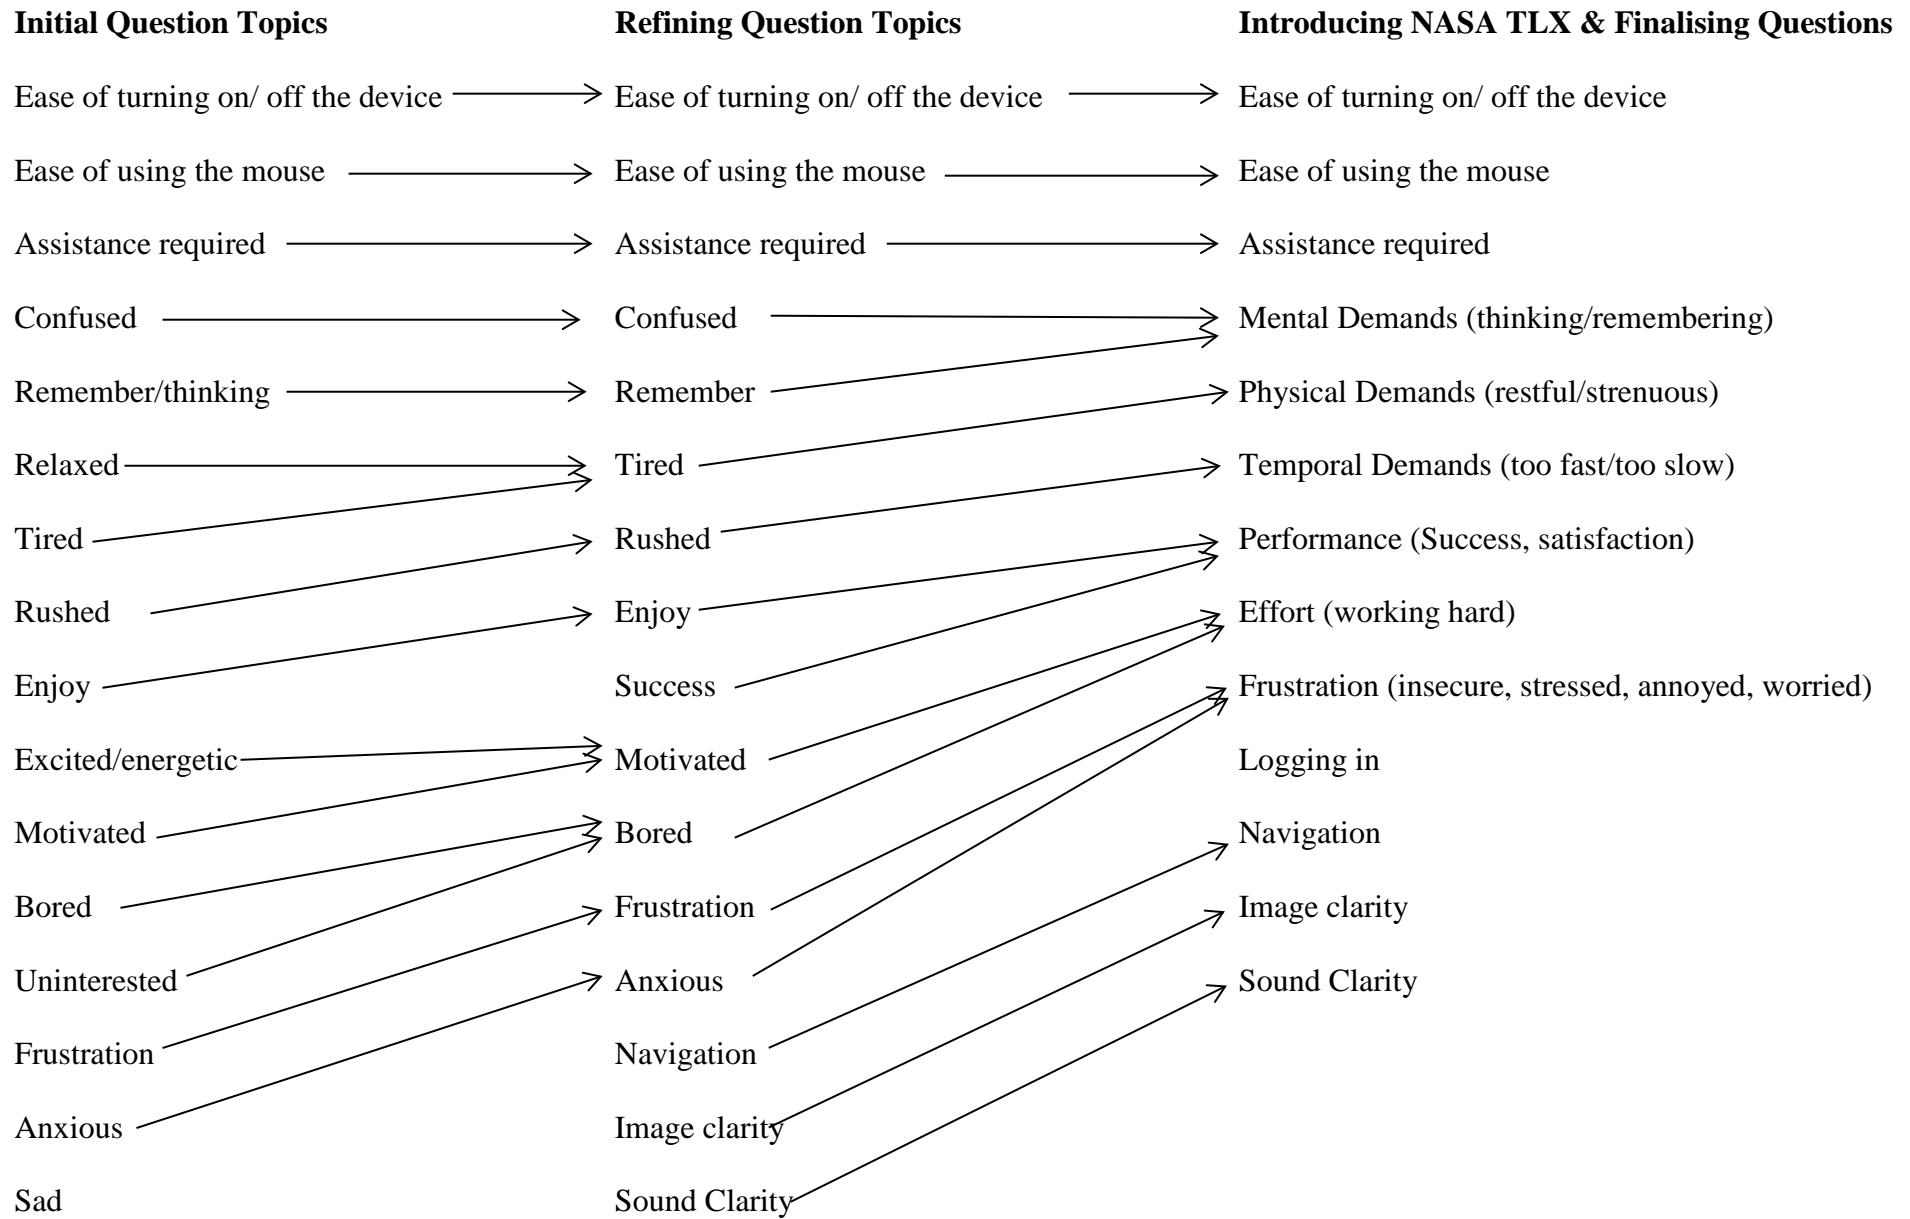 Initial Question Topics
Refining Question Topics
Introducing NASA TLX & Finalising Questions
Ease of turning on/ off the device
Ease of turning on/ off the device
Ease of turning on/ off the device
Ease of using the mouse
Ease of using the mouse
Ease of using the mouse
Assistance required
Assistance required
Assistance required
Confused
Confused
Mental Demands (thinking/remembering)
Remember/thinking
Remember
Physical Demands (restful/strenuous)
Relaxed
Tired
Temporal Demands (too fast/too slow)
Tired
Rushed
Performance (Success, satisfaction)
Rushed
Enjoy
Effort (working hard)
Enjoy
Success
Frustration (insecure, stressed, annoyed, worried)
Excited/energetic
Motivated
Logging in
Motivated
Bored
Navigation
Bored
Frustration
Image clarity
Uninterested
Anxious
Sound Clarity
Frustration
Navigation
Anxious
Image clarity
Sad
Sound Clarity